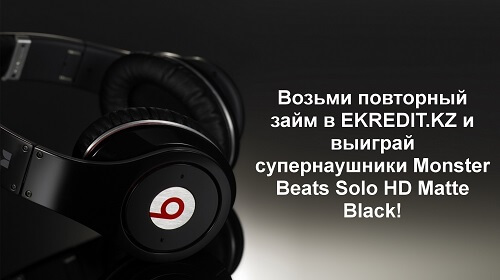 Возьми повторный
займ в EKREDIT.KZ и
выиграй
супернаушники Monster
Beats Solo HD Matte
Black!